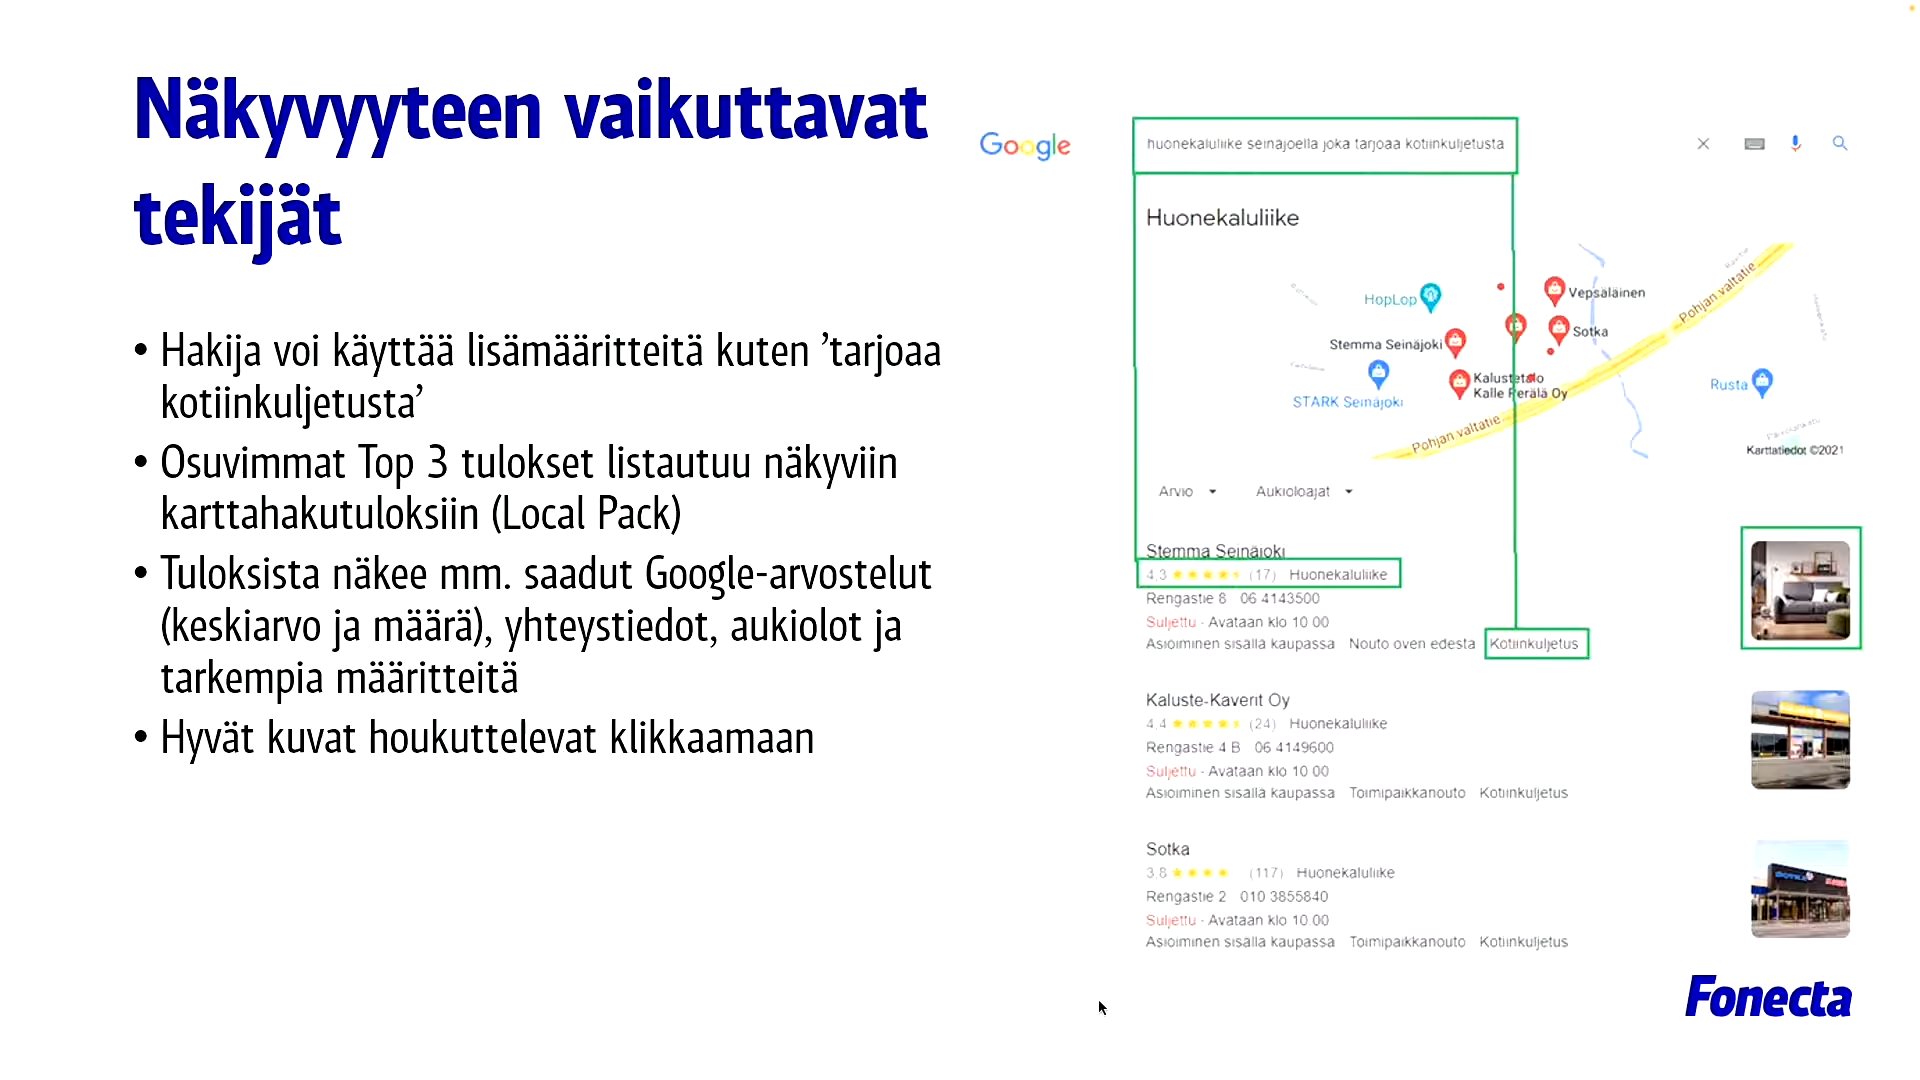 Näkyvyyteen vaikuttavat
tekijät
• Hakija voi käyttää lisämääritteitä kuten ’tarjoaa
kotiinkuljetusta’
• Osuvimmat Top 3 tulokset listautuu näkyviin
karttahakutuloksiin (Local Pack)
• Tuloksista näkee mm. saadut Google-arvostelut
(keskiarvo ja määrä), yhteystiedot, aukiolot ja
tarkempia määritteitä
• Hyvät kuvat houkuttelevat klikkaamaan
Google
huonekaluliike seinäjoella joka tarjoaa kotiinkuljetusta
Huonekaluliike
HopLop
Vepsäläinen
Pohjan valtatie
Stemma Seinäjoki
Sotka
Kalustetalo
Kalle Perälä Oy
STARK Seinäjoki
Rusta
Pohjan valtatie
Karttatiedot ©2021
Arvio
Aukioloajat
Stemma Seinäjoki
4,3 (17) Huonekaluliike
Rengastie 8 06 4143500
Suljettu · Avataan klo 10.00
Asioiminen sisällä kaupassa Nouto oven edestä Kotiinkuljetus
Kaluste-Kaverit Oy
4,4 (24) Huonekaluliike
Rengastie 4 B 06 4149600
Suljettu · Avataan klo 10.00
Asioiminen sisällä kaupassa Toimipaikkanouto Kotiinkuljetus
Sotka
3,8 (117) Huonekaluliike
Rengastie 2 010 3855840
Suljettu · Avataan klo 10.00
Asioiminen sisällä kaupassa Toimipaikkanouto Kotiinkuljetus
Fonecta